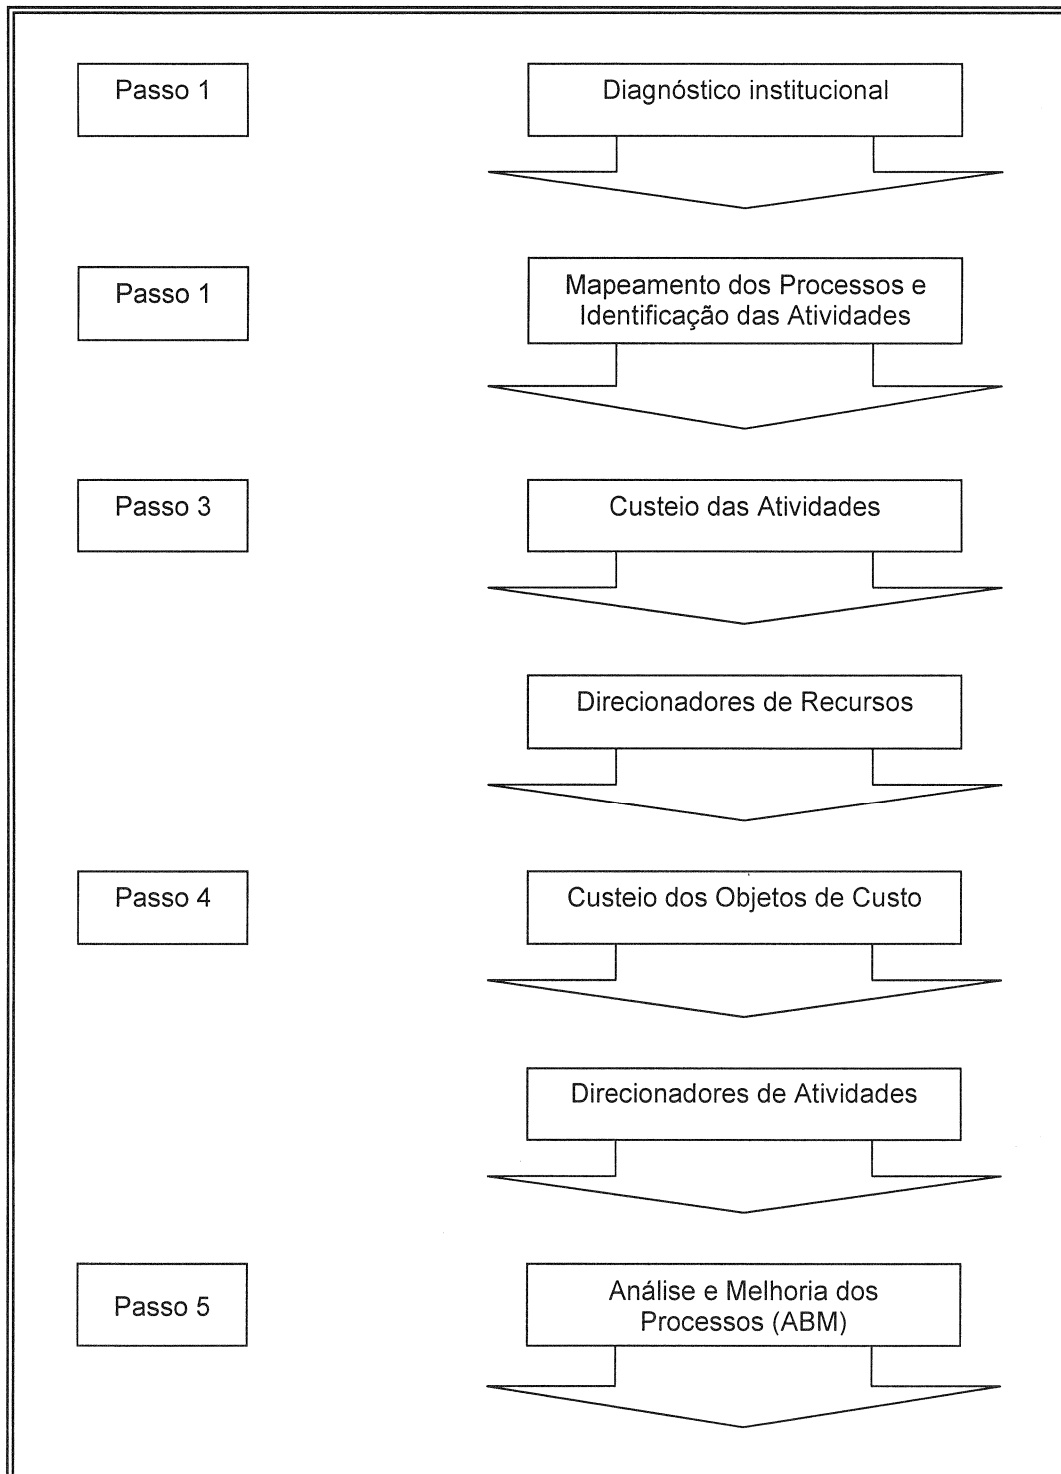 Passo 1
Diagnóstico institucional
Passo 1
Mapeamento dos Processos e
Identificação das Atividades
Passo 3
Custeio das Atividades
Direcionadores de Recursos
Passo 4
Custeio dos Objetos de Custo
Direcionadores de Atividades
Passo 5
Análise e Melhoria dos
Processos (ABM)